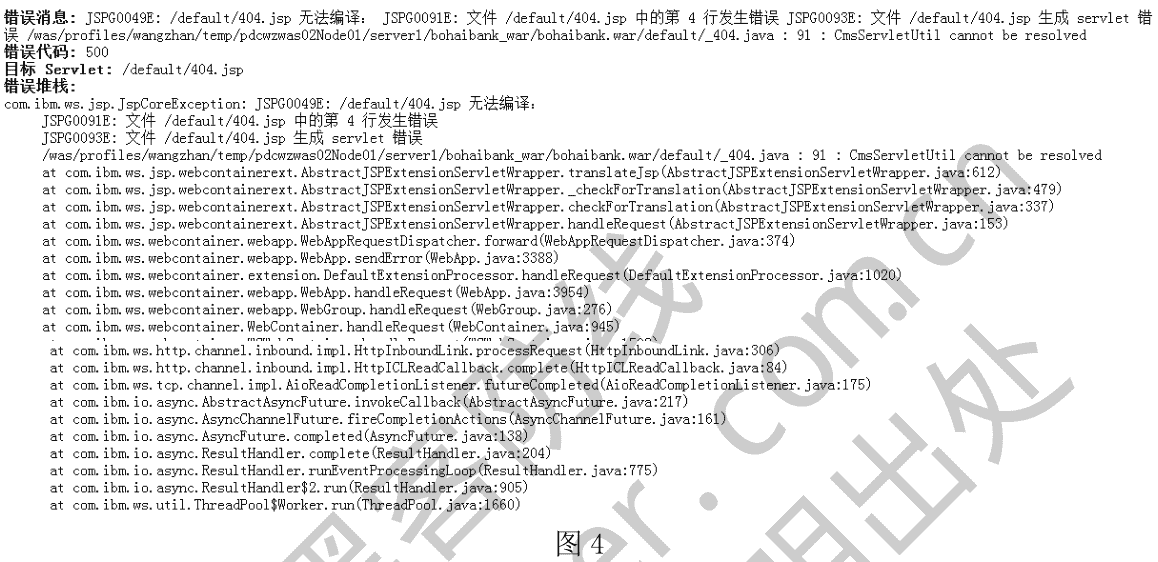 错误消息: JSPG0049E: /default/404.jsp 无法编译: JSPG0091E: 文件 /default/404.jsp 中的第 4 行发生错误 JSPG0093E: 文件 /default/404.jsp 生成 servlet 错
误 /was/profiles/wangzhan/temp/pdcwzwas02Node01/server1/bohaibank_war/bohaibank.war/default/_404.java : 91 : CmsServletUtil cannot be resolved
错误代码: 500
目标 Servlet: /default/404.jsp
错误堆栈:
com.ibm.ws.jsp.JspCoreException: JSPG0049E: /default/404.jsp 无法编译:
JSPG0091E: 文件 /default/404.jsp 中的第 4 行发生错误
JSPG0093E: 文件 /default/404.jsp 生成 servlet 错误
/was/profiles/wangzhan/temp/pdcwzwas02Node01/server1/bohaibank_war/bohaibank.war/default/_404.java : 91 : CmsServletUtil cannot be resolved
at com.ibm.ws.jsp.webcontainerext.AbstractJSPExtensionServletWrapper.translateJsp(AbstractJSPExtensionServletWrapper.java:612)
at com.ibm.ws.jsp.webcontainerext.AbstractJSPExtensionServletWrapper._checkForTranslation(AbstractJSPExtensionServletWrapper.java:479)
at com.ibm.ws.jsp.webcontainerext.AbstractJSPExtensionServletWrapper.checkForTranslation(AbstractJSPExtensionServletWrapper.java:337)
at com.ibm.ws.jsp.webcontainerext.AbstractJSPExtensionServletWrapper.handleRequest(AbstractJSPExtensionServletWrapper.java:153)
at com.ibm.ws.webcontainer.webapp.WebAppRequestDispatcher.forward(WebAppRequestDispatcher.java:374)
at com.ibm.ws.webcontainer.webapp.WebApp.sendError(WebApp.java:3388)
at com.ibm.ws.webcontainer.extension.DefaultExtensionProcessor.handleRequest(DefaultExtensionProcessor.java:1020)
at com.ibm.ws.webcontainer.webapp.WebApp.handleRequest(WebApp.java:3954)
at com.ibm.ws.webcontainer.webapp.WebGroup.handleRequest(WebGroup.java:276)
at com.ibm.ws.webcontainer.WebContainer.handleRequest(WebContainer.java:945)
at com.ibm.ws.http.channel.inbound.impl.HttpInboundLink.processRequest(HttpInboundLink.java:306)
at com.ibm.ws.http.channel.inbound.impl.HttpICLReadCallback.complete(HttpICLReadCallback.java:84)
at com.ibm.ws.tcp.channel.impl.AioReadCompletionListener.futureCompleted(AioReadCompletionListener.java:175)
at com.ibm.io.async.AbstractAsyncFuture.invokeCallback(AbstractAsyncFuture.java:217)
at com.ibm.io.async.AsyncChannelFuture.fireCompletionActions(AsyncChannelFuture.java:161)
at com.ibm.io.async.AsyncFuture.completed(AsyncFuture.java:138)
at com.ibm.io.async.ResultHandler.complete(ResultHandler.java:204)
at com.ibm.io.async.ResultHandler.runEventProcessingLoop(ResultHandler.java:775)
at com.ibm.io.async.ResultHandler$2.run(ResultHandler.java:905)
at com.ibm.ws.util.ThreadPool$Worker.run(ThreadPool.java:1660)
黑客防线
er.com.cn
明出处
图 4